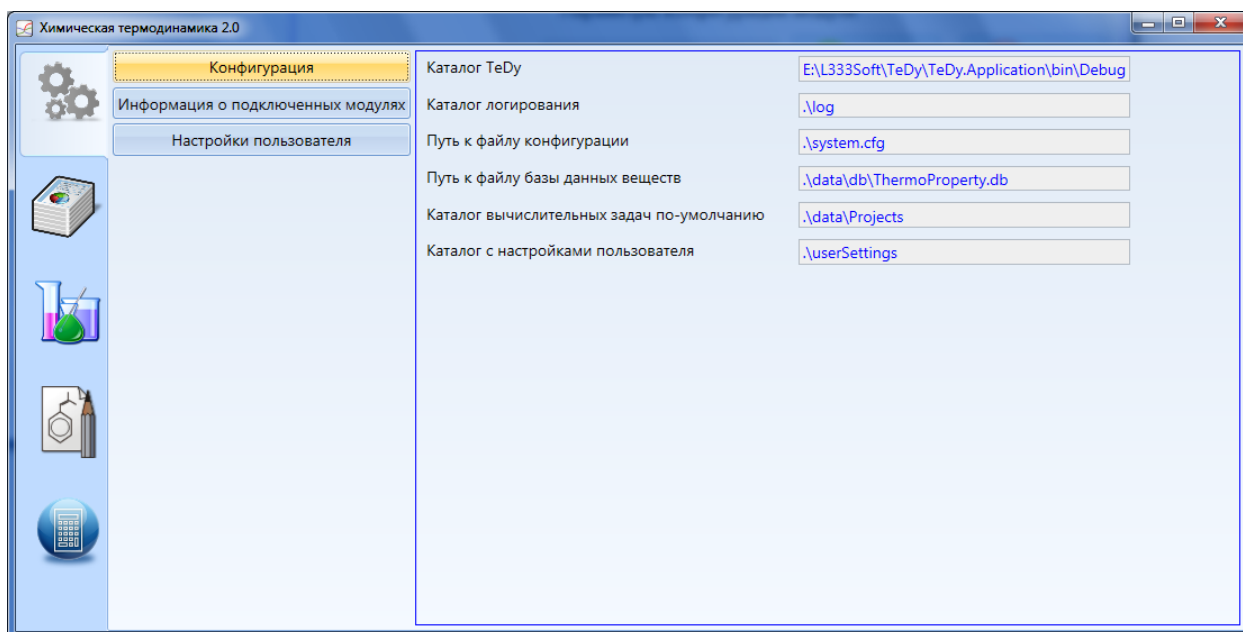 Химическая термодинамика 2.0
Конфигурация
Информация о подключенных модулях
Настройки пользователя
Каталог TeDy
E:\L333Soft\TeDy\TeDy.Application\bin\Debug
Каталог логирования
.\log
Путь к файлу конфигурации
.\system.cfg
Путь к файлу базы данных веществ
.\data\db\ThermoProperty.db
Каталог вычислительных задач по-умолчанию
.\data\Projects
Каталог с настройками пользователя
.\userSettings